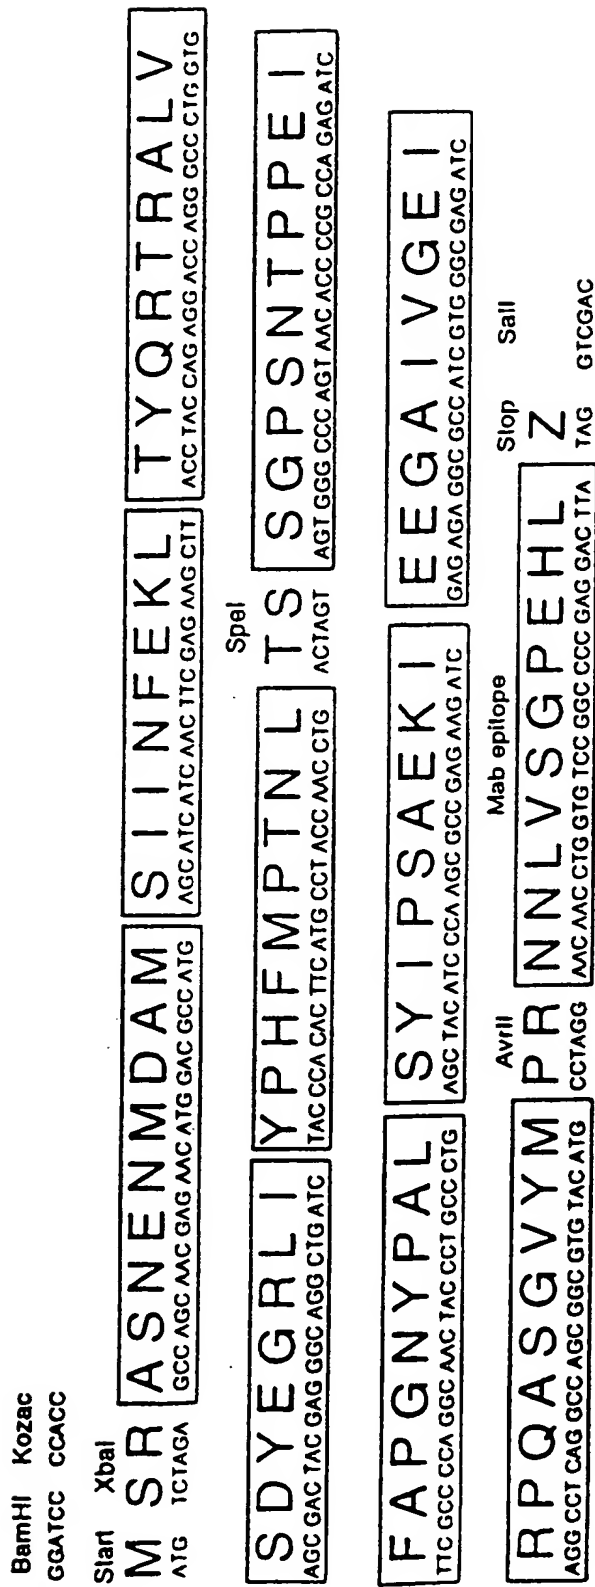 BamHI Kozac
GGATCC CCACC
Start XbaI
M S R ASNENMDAM SIINFEKL TYQRTRALV
ATG TCTAGA GCC AGC AAC GAG AAC ATG GAC GCC ATG AGC ATC ATC AAC TTC GAG AAG CTT ACC TAC CAG AGG ACC AGG GCC CTG GTG
SpeI
SDYEGRLI YPHFMPTNL TS SGPSNTPPEI
AGC GAC TAC GAG GGC AGG CTG ATC TAC CCA CAC TTC ATG CCT ACC AAC CTG ACTAGT AGT GGG CCC AGT AAC ACC CCG CCA GAG ATC
FAPGNYPAL SYIPSAEKI EEGAIVGEI
TTC GCC CCA GGC AAC TAC CCT GCC CTG AGC TAC ATC CCA AGC GCC GAG AAG ATC GAG AGA GGC GCC ATC GTG GGC GAG ATC
AvrII Mab epilope Stop SalI
RPQASGVYM PR NNLVSGPEHL Z
AGG CCT CAG GCC AGC GGC GTG TAC ATG CCTAGG AAC AAC CTG GTG TCC GGC CCC GAG GAC TTA TAG GTCGAC